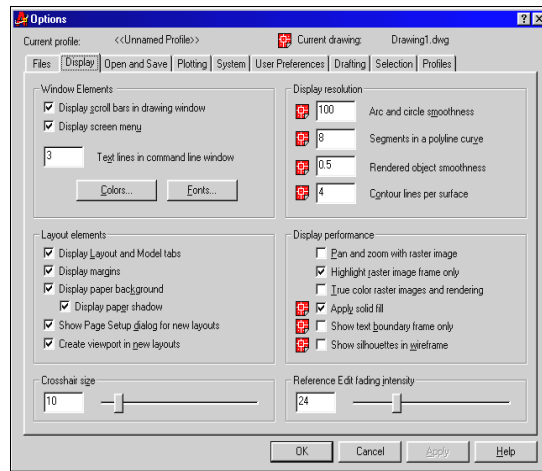 Options
Current profile: <<Unnamed Profile>> Current drawing: Drawing1.dwg
Files Display Open and Save Plotting System User Preferences Drafting Selection Profiles
Window Elements
Display scroll bars in drawing window
Display screen menu
3 Text lines in command line window
Colors... Fonts...
Display resolution
100 Arc and circle smoothness
8 Segments in a polyline curve
0.5 Rendered object smoothness
4 Contour lines per surface
Layout elements
Display Layout and Model tabs
Display margins
Display paper background
Display paper shadow
Show Page Setup dialog for new layouts
Create viewport in new layouts
Display performance
Pan and zoom with raster image
Highlight raster image frame only
True color raster images and rendering
Apply solid fill
Show text boundary frame only
Show silhouettes in wireframe
Crosshair size
10
Reference Edit fading intensity
24
OK Cancel Apply Help